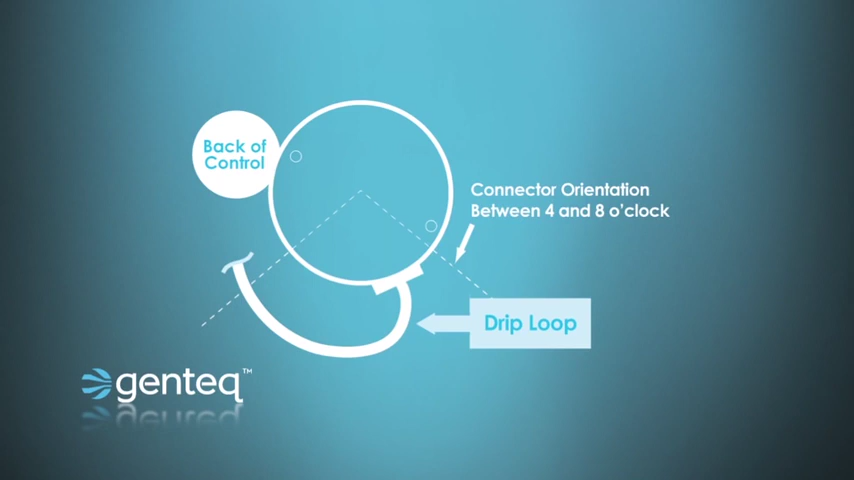 Back of
Control
Connector Orientation
Between 4 and 8 o'clock
Drip Loop
genteq™